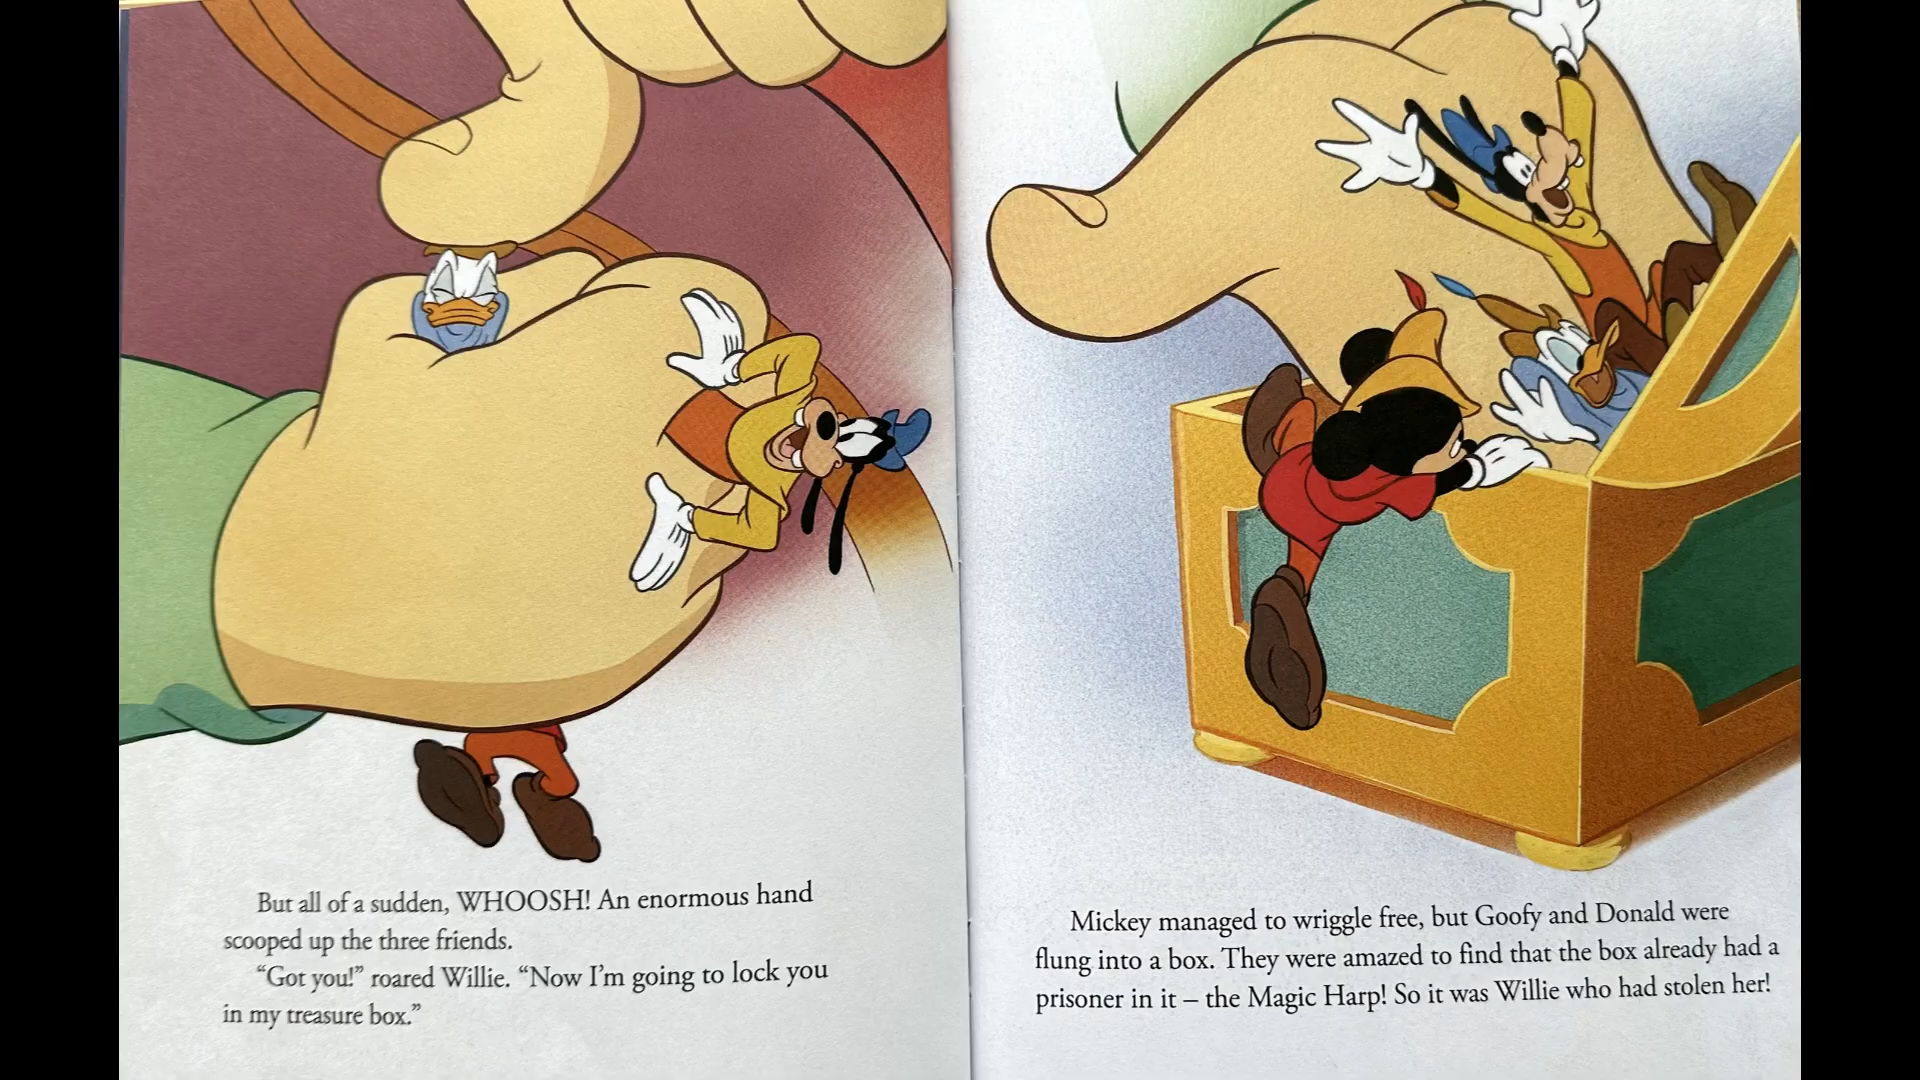 But all of a sudden, WHOOSH! An enormous hand
scooped up the three friends.
“Got you!” roared Willie. “Now I’m going to lock you
in my treasure box.”
Mickey managed to wriggle free, but Goofy and Donald were
flung into a box. They were amazed to find that the box already had a
prisoner in it – the Magic Harp! So it was Willie who had stolen her!